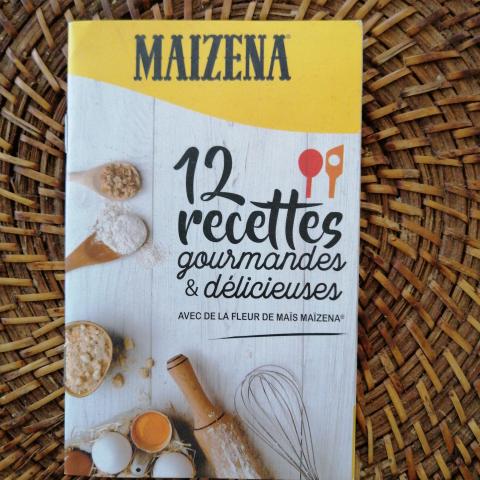 MAIZENA®
12
recettes
gourmandes
& délicieuses
AVEC DE LA FLEUR DE MAÏS MAÏZENA®